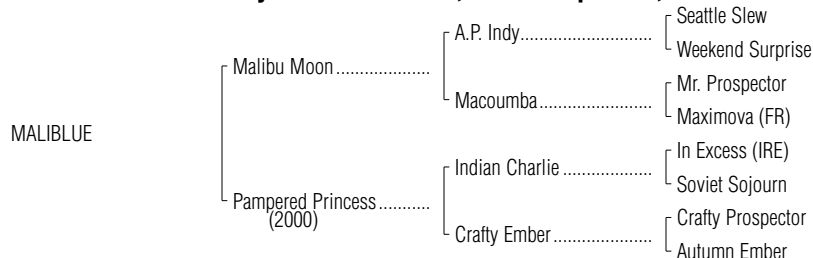 Seattle Slew
A.P. Indy
Weekend Surprise
Malibu Moon
Mr. Prospector
Macoumba
Maximova (FR)
MALIBLUE
In Excess (IRE)
Indian Charlie
Soviet Sojourn
Pampered Princess
(2000)
Crafty Prospector
Crafty Ember
Autumn Ember